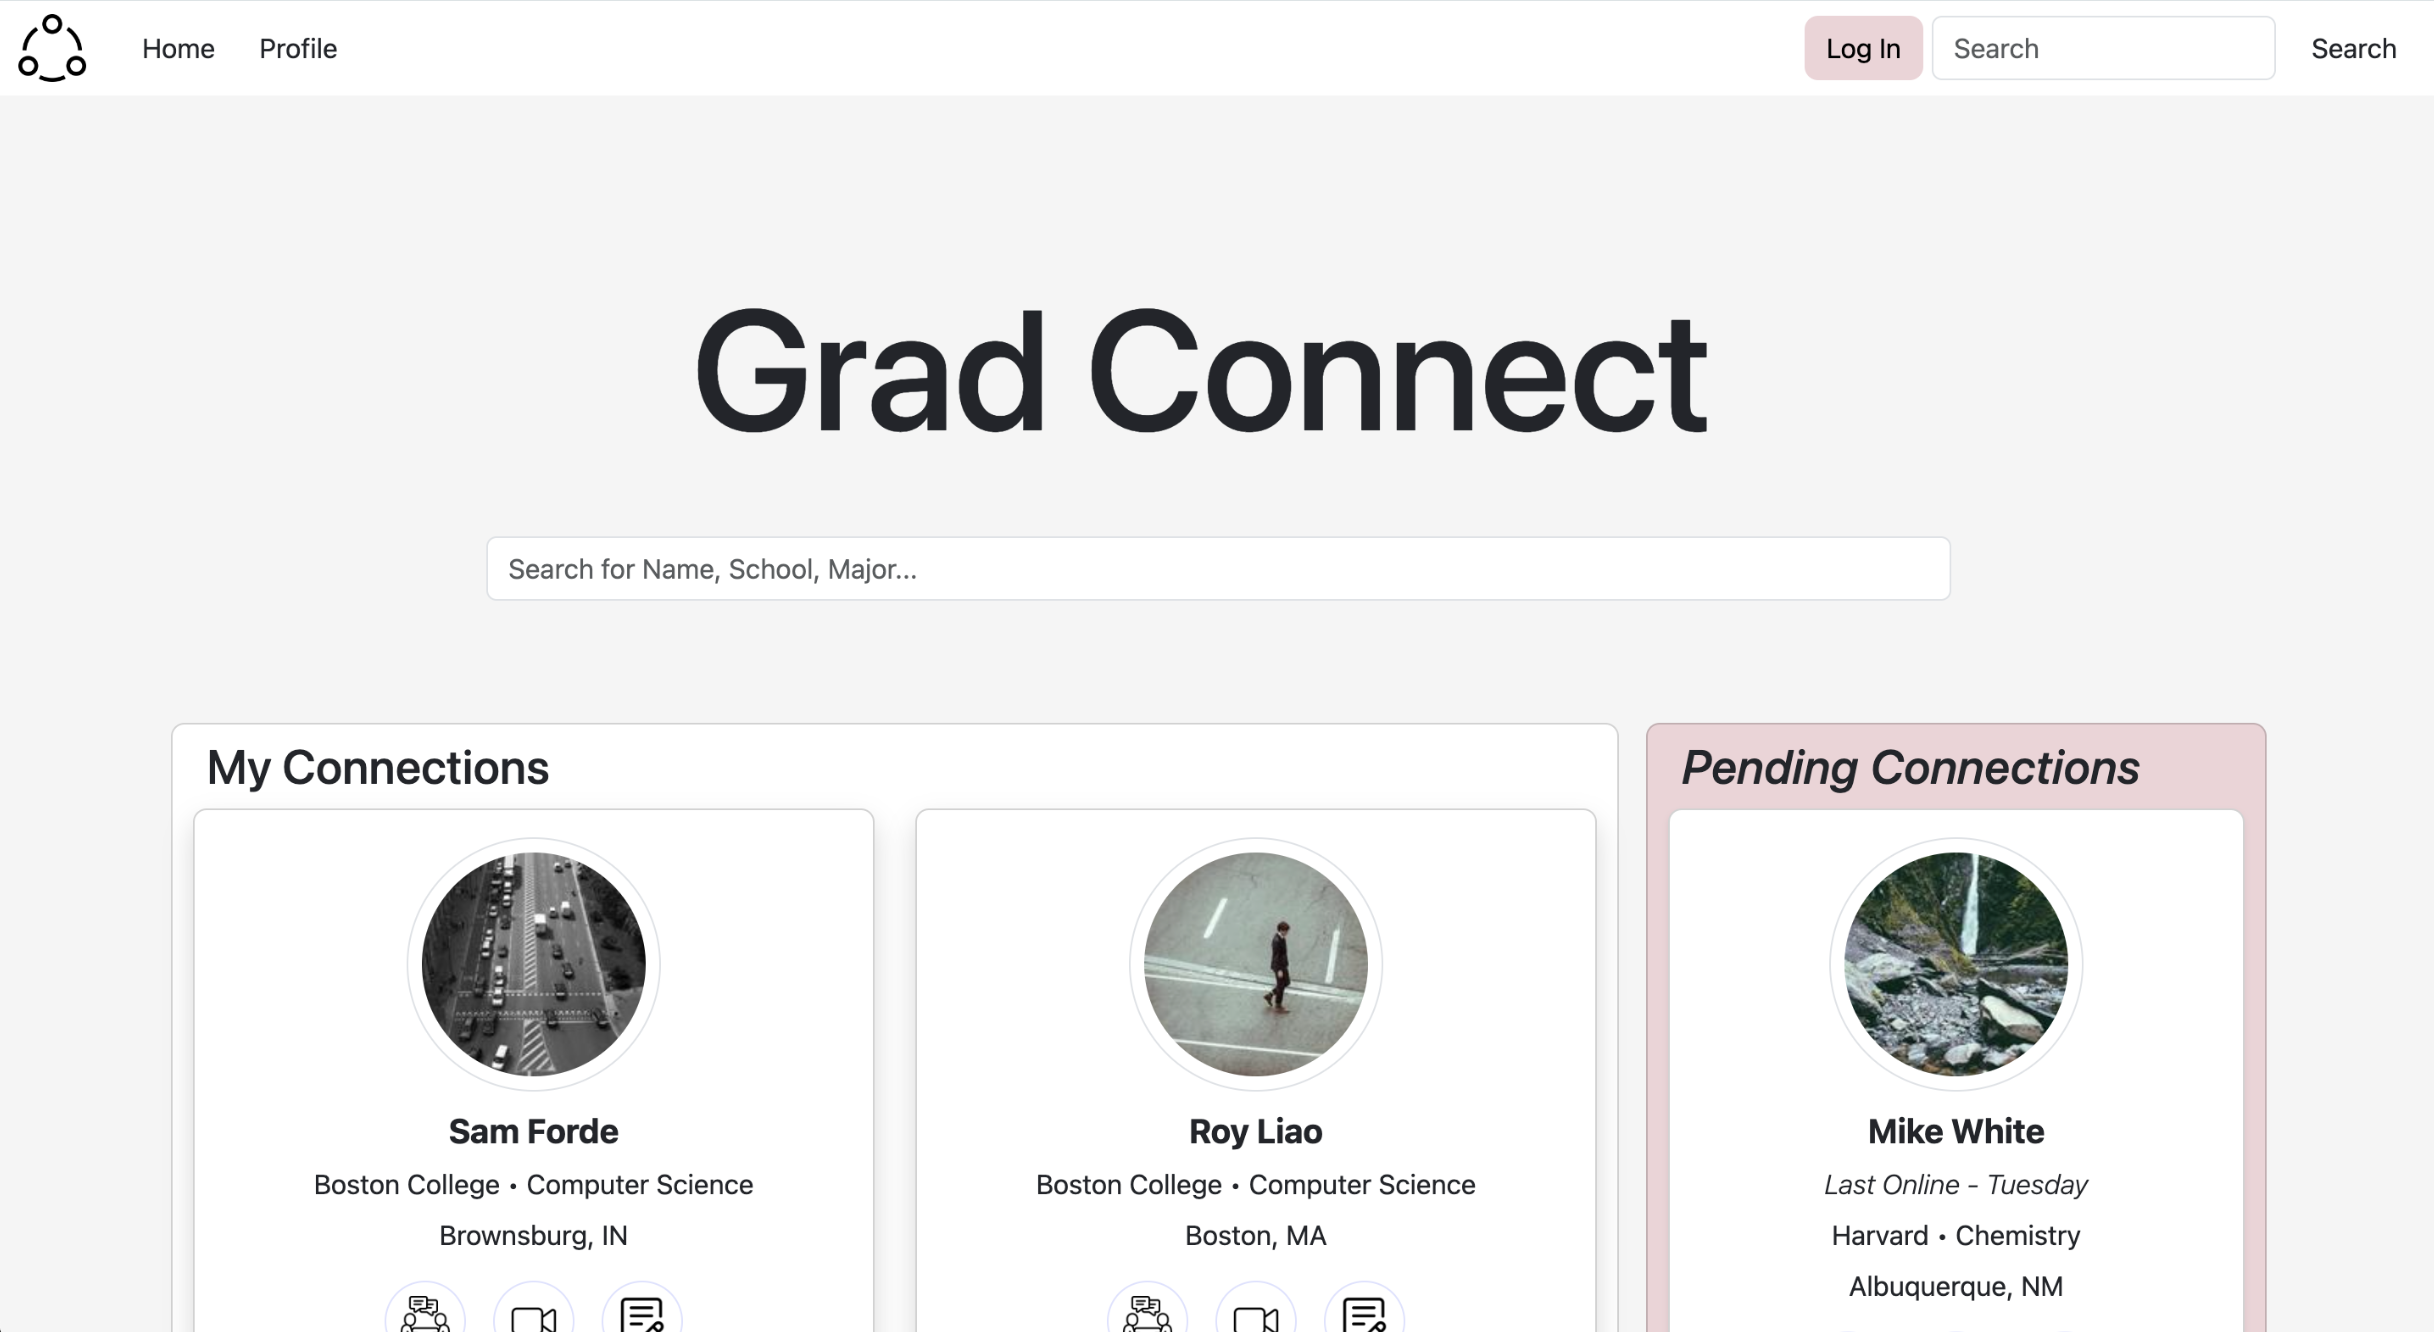 Home Profile Log In Search Search
Grad Connect
Search for Name, School, Major...
My Connections
Sam Forde
Boston College • Computer Science
Brownsburg, IN
Roy Liao
Boston College • Computer Science
Boston, MA
Pending Connections
Mike White
Last Online - Tuesday
Harvard • Chemistry
Albuquerque, NM